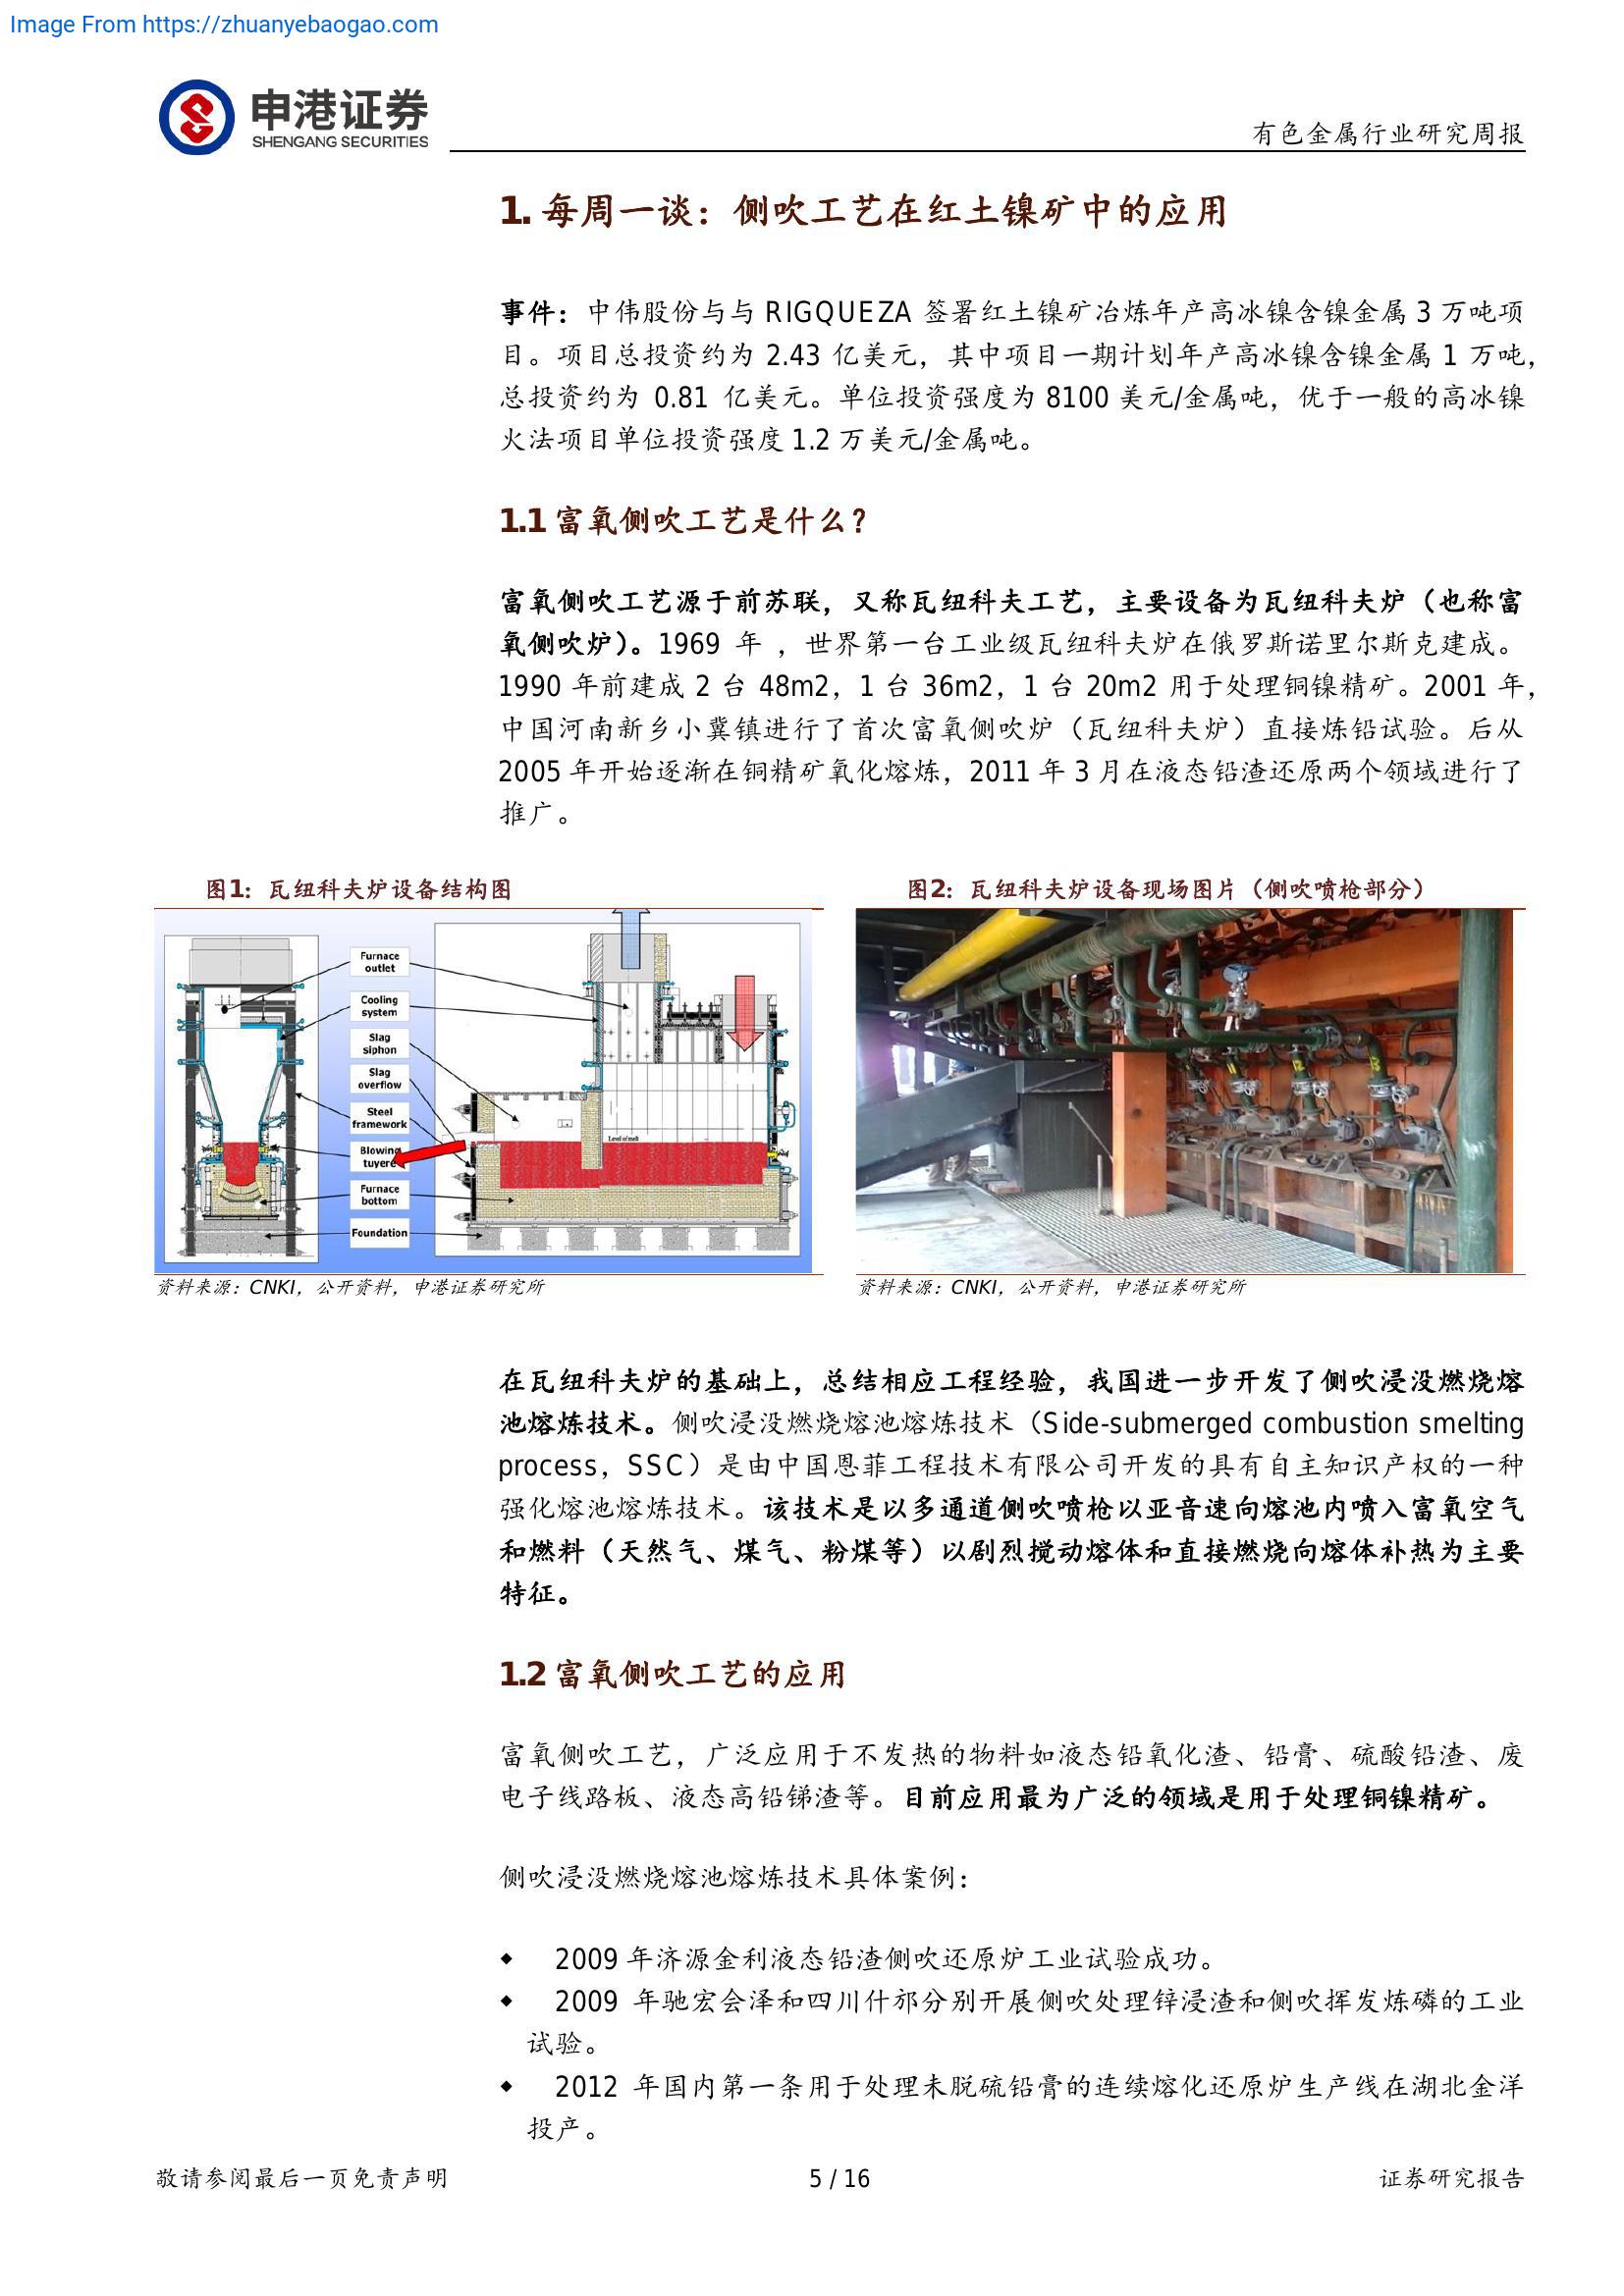 Image From https://zhuanyebaogao.com
申港证券
SHENGANG SECURITIES
有色金属行业研究周报
1. 每周一谈：侧吹工艺在红土镍矿中的应用
事件：中伟股份与与 RIGQUEZA 签署红土镍矿冶炼年产高冰镍含镍金属 3 万吨项
目。项目总投资约为 2.43 亿美元，其中项目一期计划年产高冰镍含镍金属 1 万吨，
总投资约为 0.81 亿美元。单位投资强度为 8100 美元/金属吨，优于一般的高冰镍
火法项目单位投资强度 1.2 万美元/金属吨。
1.1 富氧侧吹工艺是什么？
富氧侧吹工艺源于前苏联，又称瓦纽科夫工艺，主要设备为瓦纽科夫炉（也称富
氧侧吹炉）。1969 年 ，世界第一台工业级瓦纽科夫炉在俄罗斯诺里尔斯克建成。
1990 年前建成 2 台 48m2，1 台 36m2，1 台 20m2 用于处理铜镍精矿。2001 年，
中国河南新乡小冀镇进行了首次富氧侧吹炉（瓦纽科夫炉）直接炼铅试验。后从
2005 年开始逐渐在铜精矿氧化熔炼，2011 年 3 月在液态铅渣还原两个领域进行了
推广。
图1：瓦纽科夫炉设备结构图
Furnace
outlet
Cooling
system
Slag
siphon
Slag
overflow
Steel
framework
Blowing
tuyere
Furnace
bottom
Foundation
Level of melt
资料来源：CNKI，公开资料，申港证券研究所
图2：瓦纽科夫炉设备现场图片（侧吹喷枪部分）
资料来源：CNKI，公开资料，申港证券研究所
在瓦纽科夫炉的基础上，总结相应工程经验，我国进一步开发了侧吹浸没燃烧熔
池熔炼技术。侧吹浸没燃烧熔池熔炼技术（Side-submerged combustion smelting
process，SSC）是由中国恩菲工程技术有限公司开发的具有自主知识产权的一种
强化熔池熔炼技术。该技术是以多通道侧吹喷枪以亚音速向熔池内喷入富氧空气
和燃料（天然气、煤气、粉煤等）以剧烈搅动熔体和直接燃烧向熔体补热为主要
特征。
1.2 富氧侧吹工艺的应用
富氧侧吹工艺，广泛应用于不发热的物料如液态铅氧化渣、铅膏、硫酸铅渣、废
电子线路板、液态高铅锑渣等。目前应用最为广泛的领域是用于处理铜镍精矿。
侧吹浸没燃烧熔池熔炼技术具体案例：
◆ 2009 年济源金利液态铅渣侧吹还原炉工业试验成功。
◆ 2009 年驰宏会泽和四川什邡分别开展侧吹处理锌浸渣和侧吹挥发炼磷的工业
试验。
◆ 2012 年国内第一条用于处理未脱硫铅膏的连续熔化还原炉生产线在湖北金洋
投产。
敬请参阅最后一页免责声明
5 / 16
证券研究报告